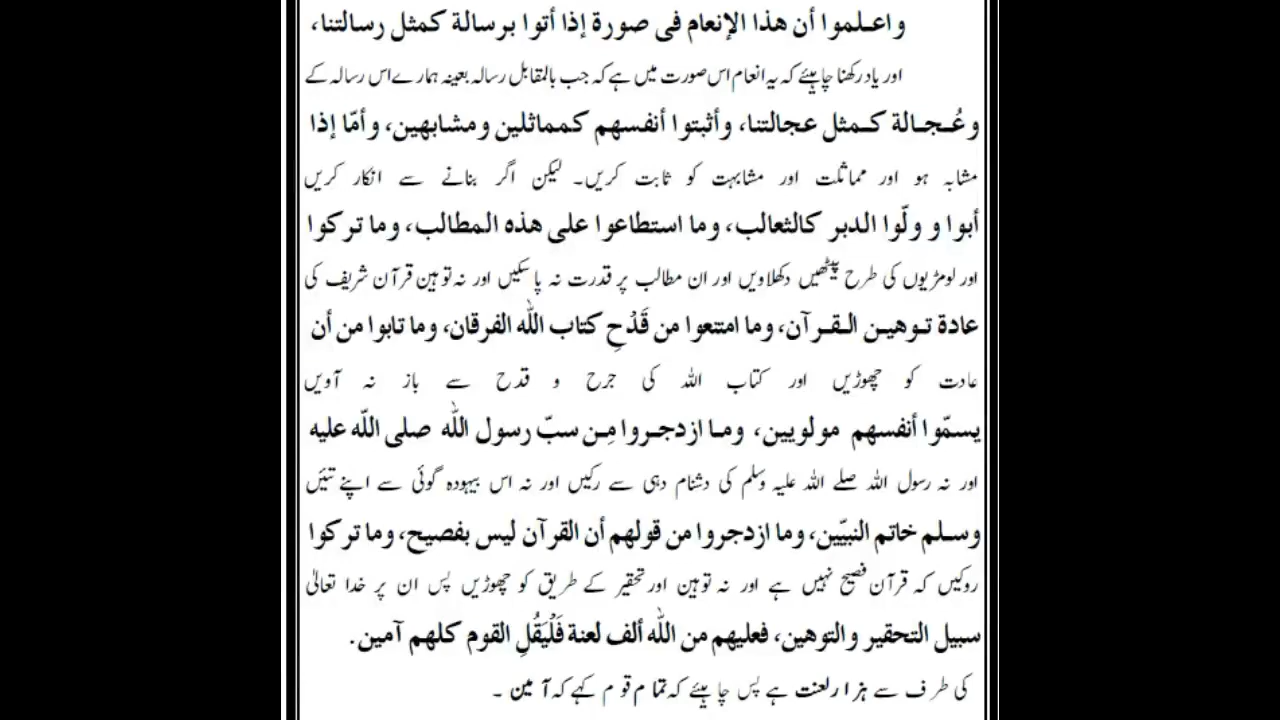 واعلموا أن هذا الإنعام فى صورة إذا أتوا برسالة كمثل رسالتنا،
اور یاد رکھنا چاہیئے کہ یہ انعام اس صورت میں ہے کہ جب بالمقابل رسالہ بعینہ ہمارے اس رسالہ کے
وعُجالة كمثل عجالتنا، وأثبتوا أنفسهم كمماثلين ومشابهين، وأمّا إذا
مشابہ ہو اور مماثلت اور مشابہت کو ثابت کریں۔ لیکن اگر بنانے سے انکار کریں
أبوا و ولّوا الدبر كالثعالب، وما استطاعوا على هذه المطالب، وما تركوا
اور لومڑیوں کی طرح پیٹھیں دکھلاویں اور ان مطالب پر قدرت نہ پا سکیں اور نہ توہین قرآن شریف کی
عادة توهين القرآن، وما امتنعوا من قَدْحِ كتاب اللّٰه الفرقان، وما تابوا من أن
عادت کو چھوڑیں اور کتاب اللہ کی جرح و قدح سے باز نہ آویں
يسمّوا أنفسهم مولويين، وما ازدجروا مِن سبّ رسول اللّٰه صلى اللّٰه عليه
اور نہ رسول اللہ صلے اللہ علیہ وسلم کی دشنام دہی سے رکیں اور نہ اس بیہودہ گوئی سے اپنے تئیں
وسلم خاتم النبيّين، وما ازدجروا من قولهم أن القرآن ليس بفصيح، وما تركوا
روکیں کہ قرآن فصیح نہیں ہے اور نہ توہین اور تحقیر کے طریق کو چھوڑیں پس ان پر خدا تعالیٰ
سبيل التحقير والتوهين، فعليهم من اللّٰه ألف لعنة فَلْيَقُلِ القوم كلهم آمين.
کی طرف سے ہزار لعنت ہے پس چاہیئے کہ تمام قوم کہے کہ آمین ۔